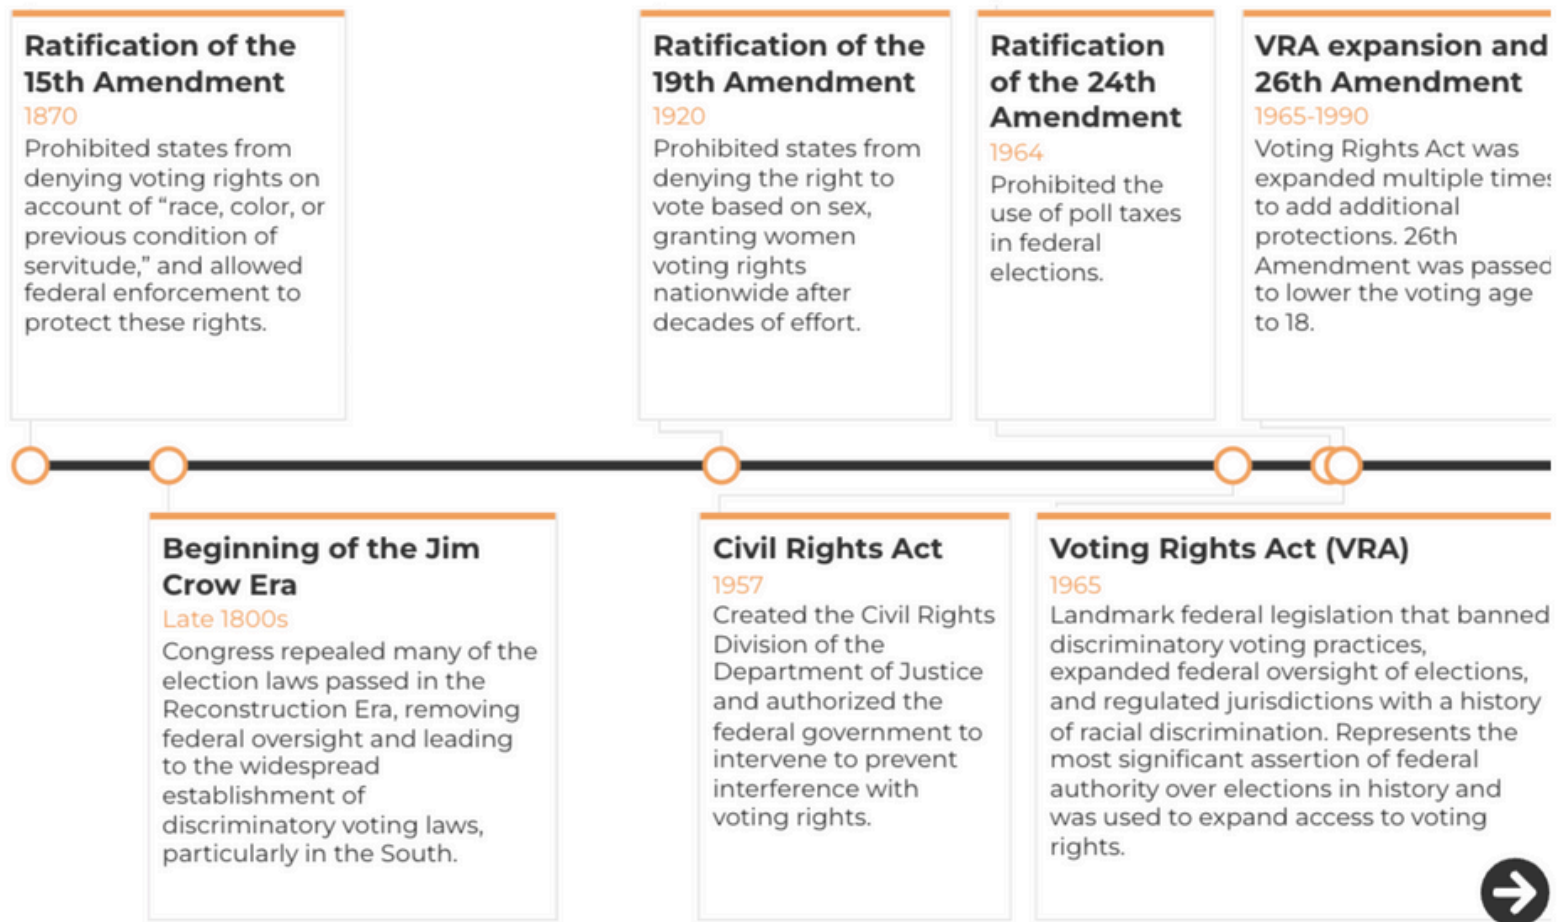 Ratification of the
15th Amendment
1870
Prohibited states from
denying voting rights on
account of “race, color, or
previous condition of
servitude,” and allowed
federal enforcement to
protect these rights.
Ratification of the
19th Amendment
1920
Prohibited states from
denying the right to
vote based on sex,
granting women
voting rights
nationwide after
decades of effort.
Ratification
of the 24th
Amendment
1964
Prohibited the
use of poll taxes
in federal
elections.
VRA expansion and
26th Amendment
1965-1990
Voting Rights Act was
expanded multiple times
to add additional
protections. 26th
Amendment was passed
to lower the voting age
to 18.
Beginning of the Jim
Crow Era
Late 1800s
Congress repealed many of the
election laws passed in the
Reconstruction Era, removing
federal oversight and leading
to the widespread
establishment of
discriminatory voting laws,
particularly in the South.
Civil Rights Act
1957
Created the Civil Rights
Division of the
Department of Justice
and authorized the
federal government to
intervene to prevent
interference with
voting rights.
Voting Rights Act (VRA)
1965
Landmark federal legislation that banned
discriminatory voting practices,
expanded federal oversight of elections,
and regulated jurisdictions with a history
of racial discrimination. Represents the
most significant assertion of federal
authority over elections in history and
was used to expand access to voting
rights.